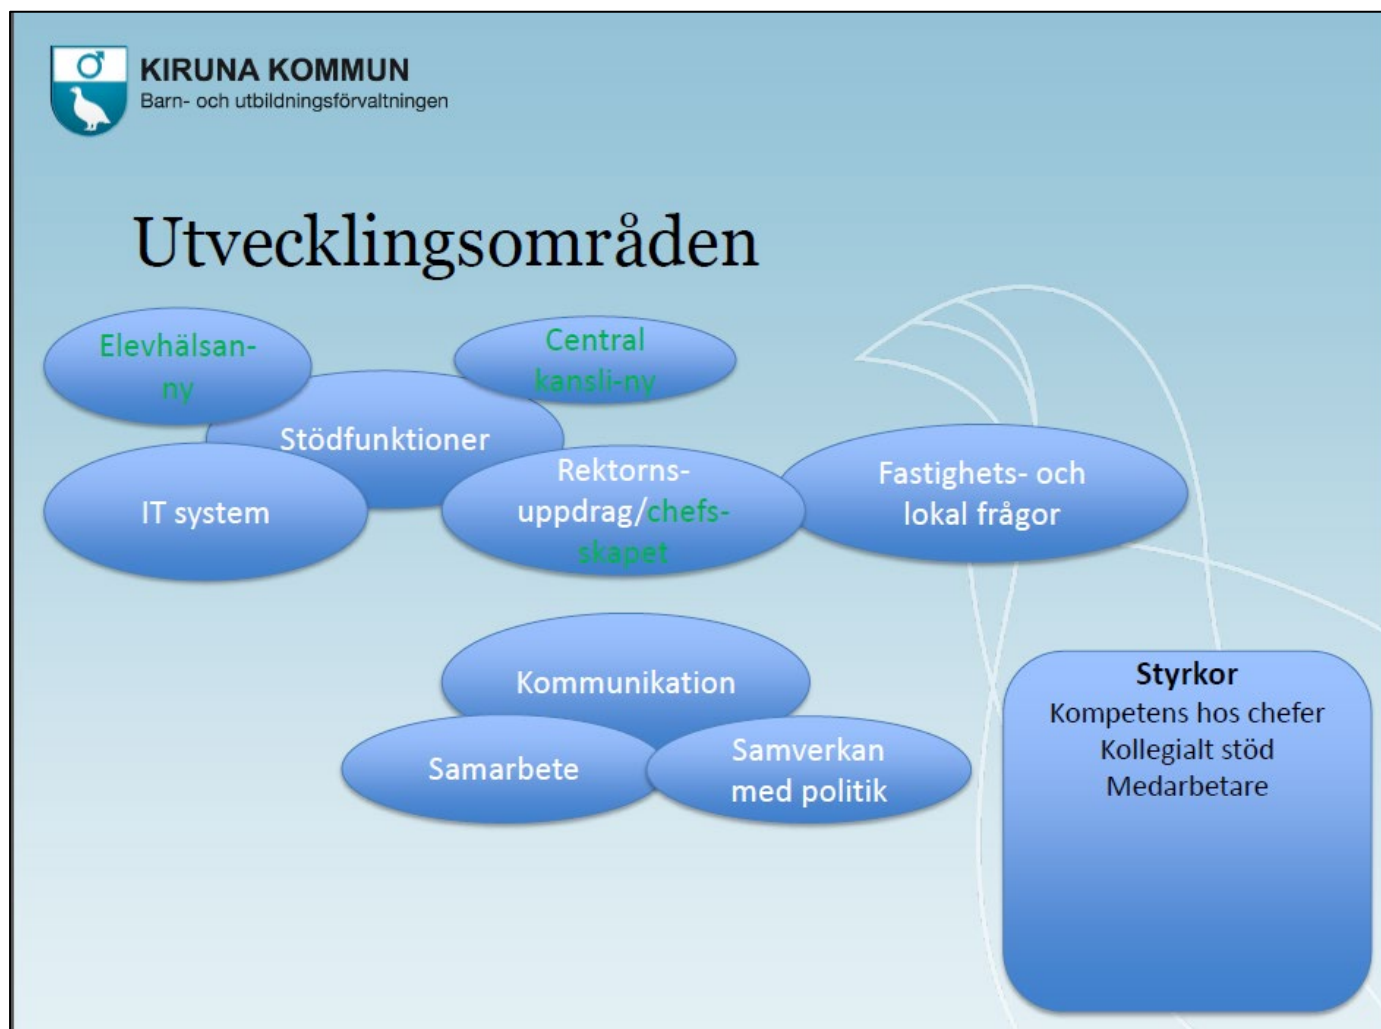 KIRUNA KOMMUN
Barn- och utbildningsförvaltningen
Utvecklingsområden
Elevhälsan-
ny
Central
kansli-ny
Stödfunktioner
IT system
Rektorns-
uppdrag/chefs-
skapet
Fastighets- och
lokal frågor
Kommunikation
Samarbete
Samverkan
med politik
Styrkor
Kompetens hos chefer
Kollegialt stöd
Medarbetare